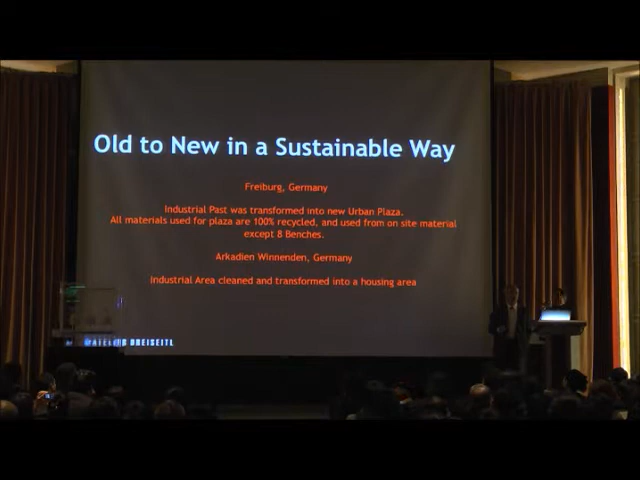 Old to New in a Sustainable Way
Freiburg, Germany
Industrial Past was transformed into new Urban Plaza.
All materials used for plaza are 100% recycled, and used from on site material
except 8 Benches.
Arkadien Winnenden, Germany
Industrial Area cleaned and transformed into a housing area
DREISEITL